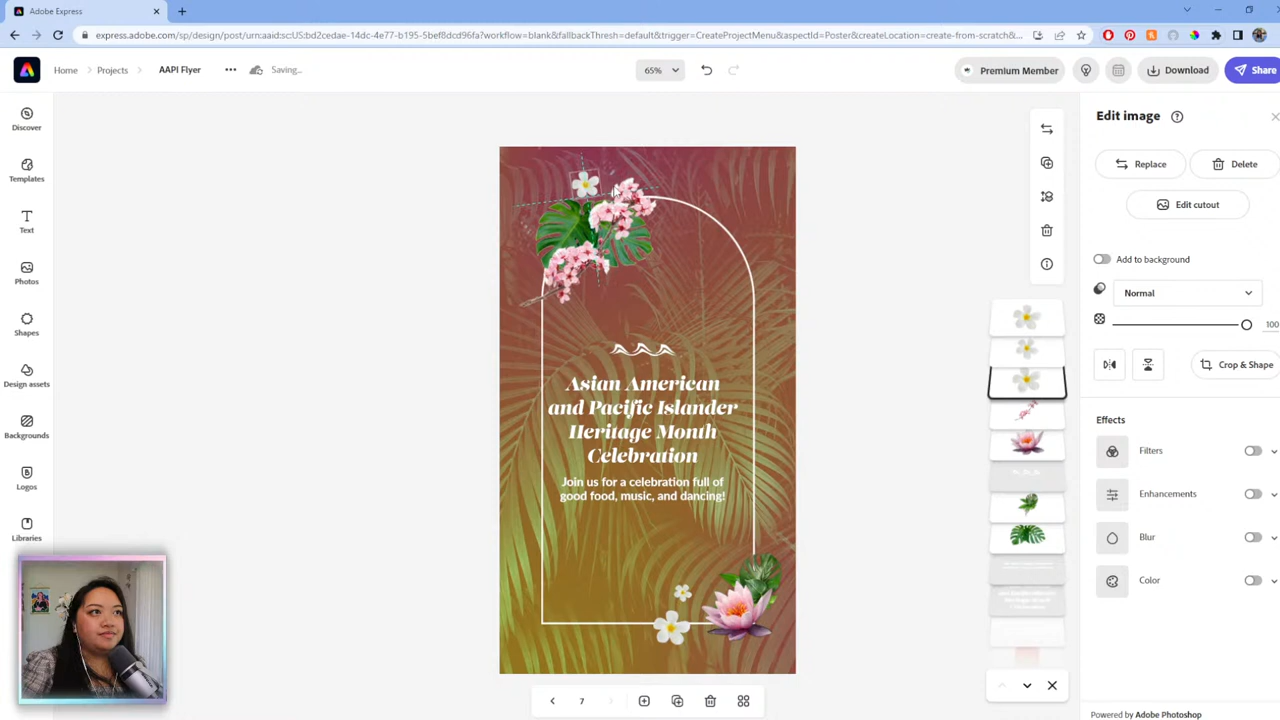 Adobe Express
express.adobe.com/sp/design/post/urn:aaid:sc:US:bd2cedae-14dc-4e77-b195-5bef8dcd96fa?workflow=blank&fallbackThresh=default&trigger=CreateProjectMenu&aspectId=Poster&createLocation=create-from-scratch&...
Home
Projects
AAPI Flyer
Saving...
65%
Premium Member
Download
Share
Discover
Templates
Text
Photos
Shapes
Design assets
Backgrounds
Logos
Libraries
Asian American
and Pacific Islander
Heritage Month
Celebration
Join us for a celebration full of
good food, music, and dancing!
7
Edit image
Replace
Delete
Edit cutout
Add to background
Normal
100
Crop & Shape
Effects
Filters
Enhancements
Blur
Color
Powered by Adobe Photoshop